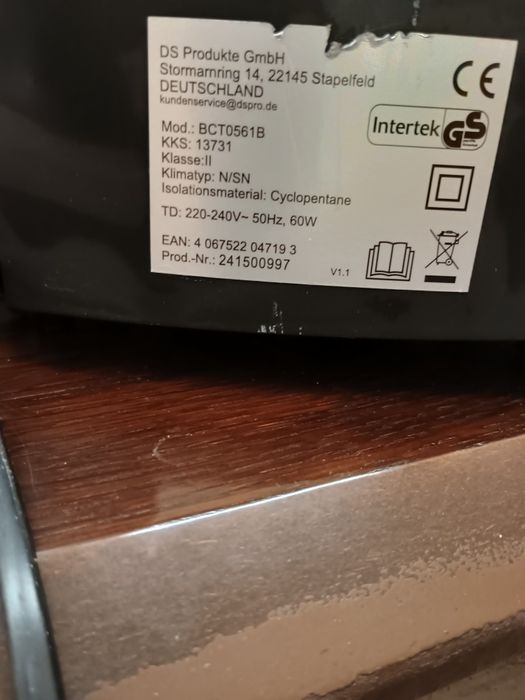 DS Produkte GmbH
Stormarnring 14, 22145 Stapelfeld
DEUTSCHLAND
kundenservice@dspro.de
CE
Mod.: BCT0561B
KKS: 13731
Klasse:II
Klimatyp: N/SN
Isolationsmaterial: Cyclopentane
Intertek GS
TD: 220-240V~ 50Hz, 60W
EAN: 4 067522 04719 3
Prod.-Nr.: 241500997
V1.1